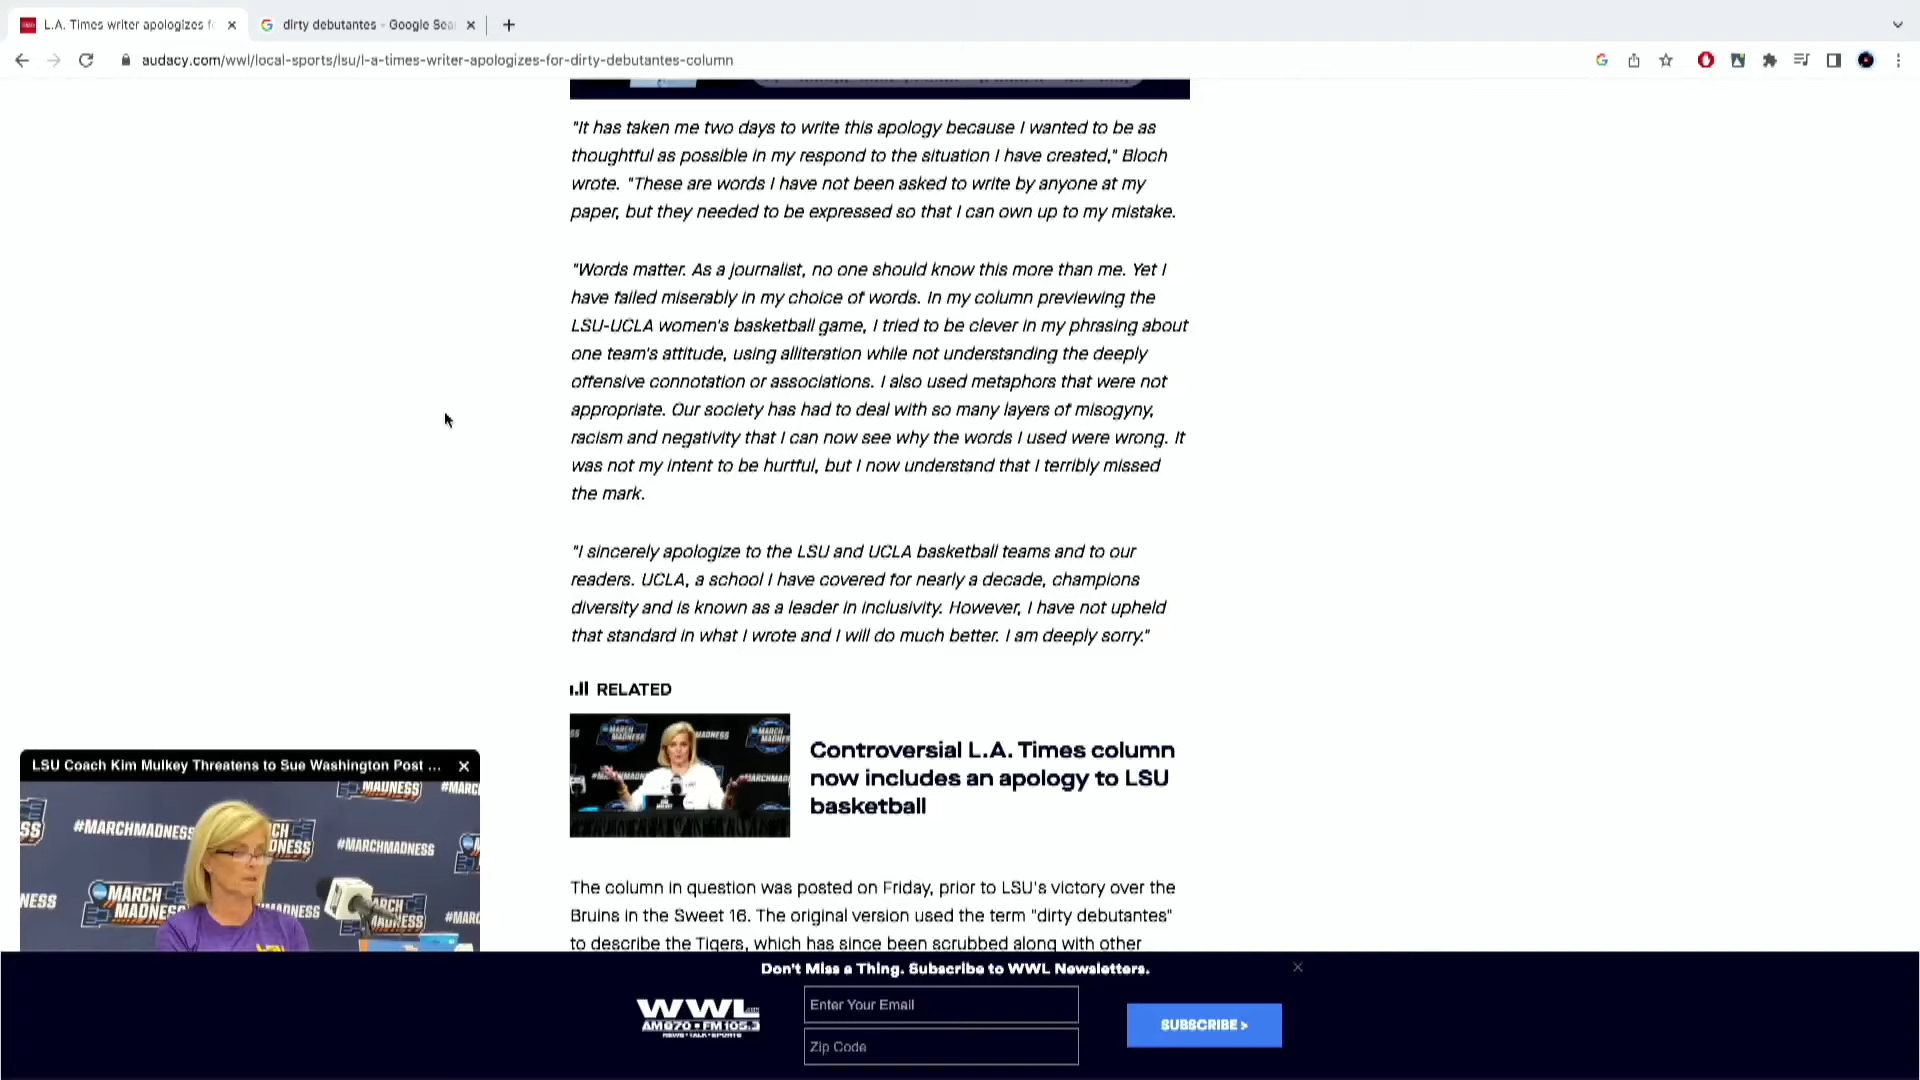 L.A. Times writer apologizes f
dirty debutantes - Google Sea
audacy.com/wwl/local-sports/lsu/l-a-times-writer-apologizes-for-dirty-debutantes-column
"It has taken me two days to write this apology because I wanted to be as
thoughtful as possible in my respond to the situation I have created," Bloch
wrote. "These are words I have not been asked to write by anyone at my
paper, but they needed to be expressed so that I can own up to my mistake.
"Words matter. As a journalist, no one should know this more than me. Yet I
have failed miserably in my choice of words. In my column previewing the
LSU-UCLA women's basketball game, I tried to be clever in my phrasing about
one team's attitude, using alliteration while not understanding the deeply
offensive connotation or associations. I also used metaphors that were not
appropriate. Our society has had to deal with so many layers of misogyny,
racism and negativity that I can now see why the words I used were wrong. It
was not my intent to be hurtful, but I now understand that I terribly missed
the mark.
"I sincerely apologize to the LSU and UCLA basketball teams and to our
readers. UCLA, a school I have covered for nearly a decade, champions
diversity and is known as a leader in inclusivity. However, I have not upheld
that standard in what I wrote and I will do much better. I am deeply sorry."
RELATED
Controversial L.A. Times column
now includes an apology to LSU
basketball
MARCH
MADNESS
LSU Coach Kim Mulkey Threatens to Sue Washington Post ...
#MARCHMADNESS
#MARCHMADNESS
MARCH
MADNESS
The column in question was posted on Friday, prior to LSU's victory over the
Bruins in the Sweet 16. The original version used the term "dirty debutantes"
to describe the Tigers, which has since been scrubbed along with other
Don't Miss a Thing. Subscribe to WWL Newsletters.
WWL
AM870 • FM105.3
NEWS • TALK • SPORTS
Enter Your Email
Zip Code
SUBSCRIBE >